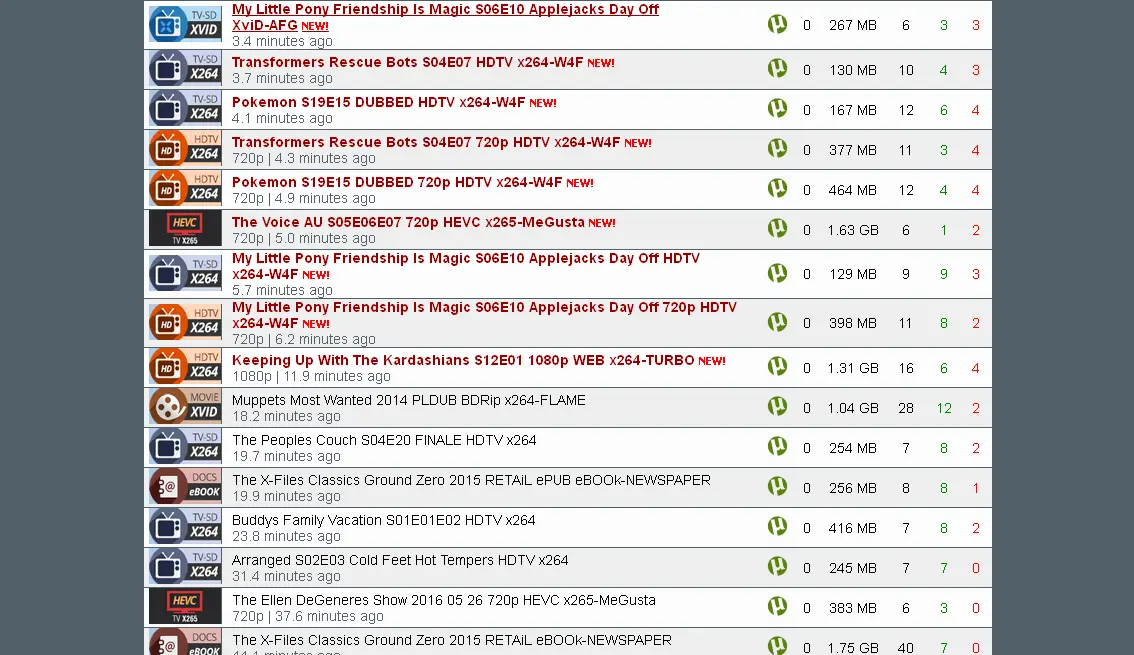 TV-SD XVID My Little Pony Friendship Is Magic S06E10 Applejacks Day Off
XviD-AFG NEW! 0 267 MB 6 3 3
3.4 minutes ago
TV-SD X264 Transformers Rescue Bots S04E07 HDTV x264-W4F NEW! 0 130 MB 10 4 3
3.7 minutes ago
TV-SD X264 Pokemon S19E15 DUBBED HDTV x264-W4F NEW! 0 167 MB 12 6 4
4.1 minutes ago
HD HDTV X264 Transformers Rescue Bots S04E07 720p HDTV x264-W4F NEW! 0 377 MB 11 3 4
720p | 4.3 minutes ago
HD HDTV X264 Pokemon S19E15 DUBBED 720p HDTV x264-W4F NEW! 0 464 MB 12 4 4
720p | 4.9 minutes ago
HEVC TV X265 The Voice AU S05E06E07 720p HEVC x265-MeGusta NEW! 0 1.63 GB 6 1 2
720p | 5.0 minutes ago
TV-SD X264 My Little Pony Friendship Is Magic S06E10 Applejacks Day Off HDTV
x264-W4F NEW! 0 129 MB 9 9 3
5.7 minutes ago
HD HDTV X264 My Little Pony Friendship Is Magic S06E10 Applejacks Day Off 720p HDTV
x264-W4F NEW! 0 398 MB 11 8 2
720p | 6.2 minutes ago
HD HDTV X264 Keeping Up With The Kardashians S12E01 1080p WEB x264-TURBO NEW! 0 1.31 GB 16 6 4
1080p | 11.9 minutes ago
MOVIE XVID Muppets Most Wanted 2014 PLDUB BDRip x264-FLAME 0 1.04 GB 28 12 2
18.2 minutes ago
TV-SD X264 The Peoples Couch S04E20 FINALE HDTV x264 0 254 MB 7 8 2
19.7 minutes ago
@ DOCS eBOOK The X-Files Classics Ground Zero 2015 RETAiL ePUB eBOOk-NEWSPAPER 0 256 MB 8 8 1
19.9 minutes ago
TV-SD X264 Buddys Family Vacation S01E01E02 HDTV x264 0 416 MB 7 8 2
23.8 minutes ago
TV-SD X264 Arranged S02E03 Cold Feet Hot Tempers HDTV x264 0 245 MB 7 7 0
31.4 minutes ago
HEVC TV X265 The Ellen DeGeneres Show 2016 05 26 720p HEVC x265-MeGusta 0 383 MB 6 3 0
720p | 37.6 minutes ago
@ DOCS eBOOK The X-Files Classics Ground Zero 2015 RETAiL eBOOk-NEWSPAPER 0 1.75 GB 40 7 0
44.1 minutes ago